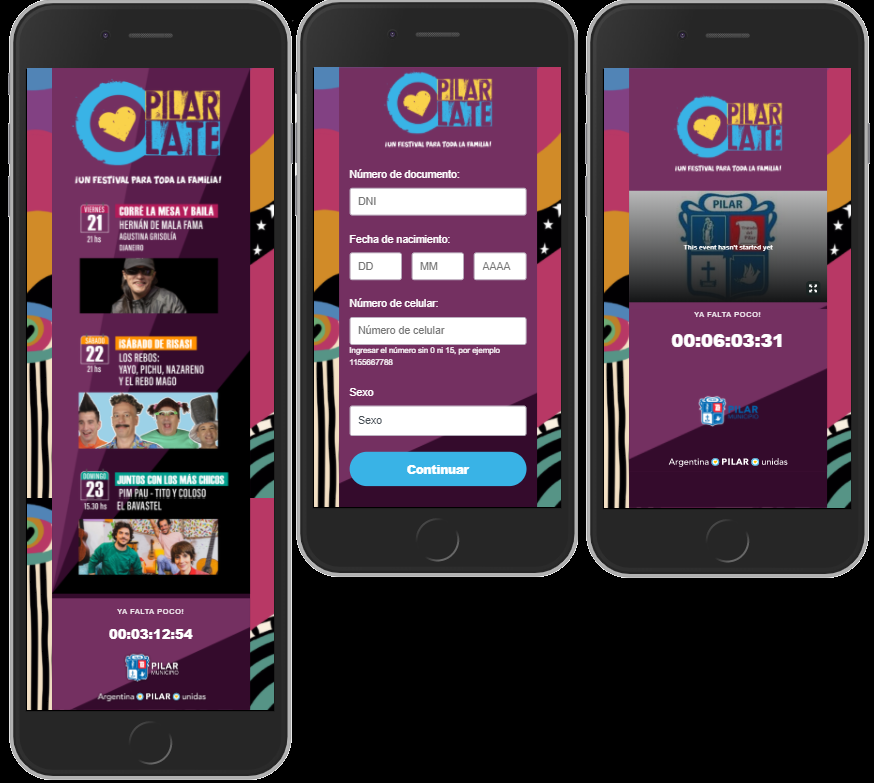 PILAR
LATE
¡UN FESTIVAL PARA TODA LA FAMILIA!
VIERNES
21
21 hs
CORRÉ LA MESA Y BAILÁ
HERNÁN DE MALA FAMA
AGUSTINA GRISOLÍA
DIANEIRO
SÁBADO
22
21 hs
¡SÁBADO DE RISAS!
LOS REBOS:
YAYO, PICHU, NAZARENO
Y EL REBO MAGO
DOMINGO
23
15.30 hs
JUNTOS CON LOS MÁS CHICOS
PIM PAU - TITO Y COLOSO
EL BAVASTEL
YA FALTA POCO!
00:03:12:54
PILAR
MUNICIPIO
Argentina PILAR unidas
PILAR
LATE
¡UN FESTIVAL PARA TODA LA FAMILIA!
Número de documento:
DNI
Fecha de nacimiento:
DD MM AAAA
Número de celular:
Número de celular
Ingresar el número sin 0 ni 15, por ejemplo
1155667788
Sexo
Sexo
Continuar
PILAR
LATE
¡UN FESTIVAL PARA TODA LA FAMILIA!
PILAR
This event hasn't started yet
YA FALTA POCO!
00:06:03:31
PILAR
MUNICIPIO
Argentina PILAR unidas